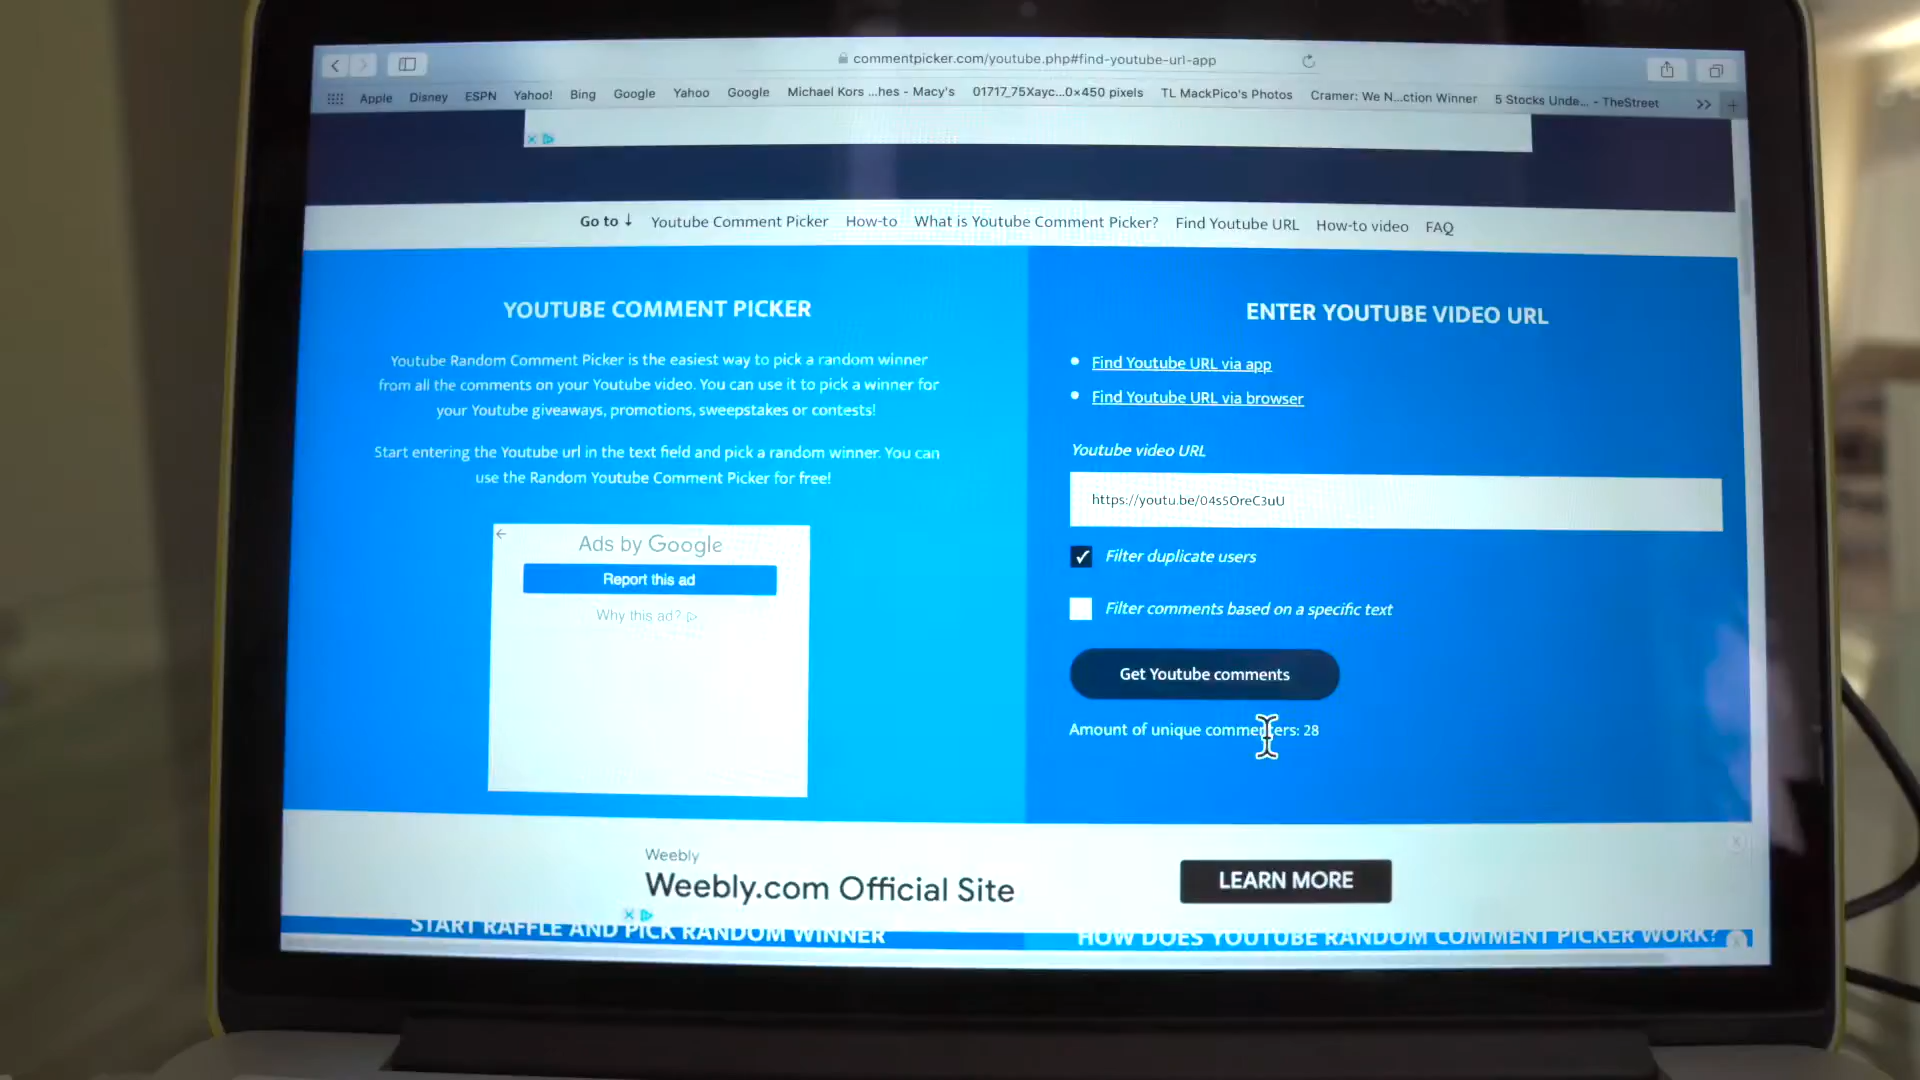 commentpicker.com/youtube.php#find-youtube-url-app
Apple Disney ESPN Yahoo! Bing Google Yahoo Google Michael Kors ...hes - Macy's 01717_75Xayc...0×450 pixels TL MackPico's Photos Cramer: We N...ction Winner 5 Stocks Unde... - TheStreet
Go to ↓ Youtube Comment Picker How-to What is Youtube Comment Picker? Find Youtube URL How-to video FAQ
YOUTUBE COMMENT PICKER
Youtube Random Comment Picker is the easiest way to pick a random winner
from all the comments on your Youtube video. You can use it to pick a winner for
your Youtube giveaways, promotions, sweepstakes or contests!
Start entering the Youtube url in the text field and pick a random winner. You can
use the Random Youtube Comment Picker for free!
Ads by Google
Report this ad
Why this ad?
ENTER YOUTUBE VIDEO URL
Find Youtube URL via app
Find Youtube URL via browser
Youtube video URL
https://youtu.be/04s5OreC3uU
Filter duplicate users
Filter comments based on a specific text
Get Youtube comments
Amount of unique commenters: 28
Weebly
Weebly.com Official Site
LEARN MORE
START RAFFLE AND PICK RANDOM WINNER
HOW DOES YOUTUBE RANDOM COMMENT PICKER WORK?